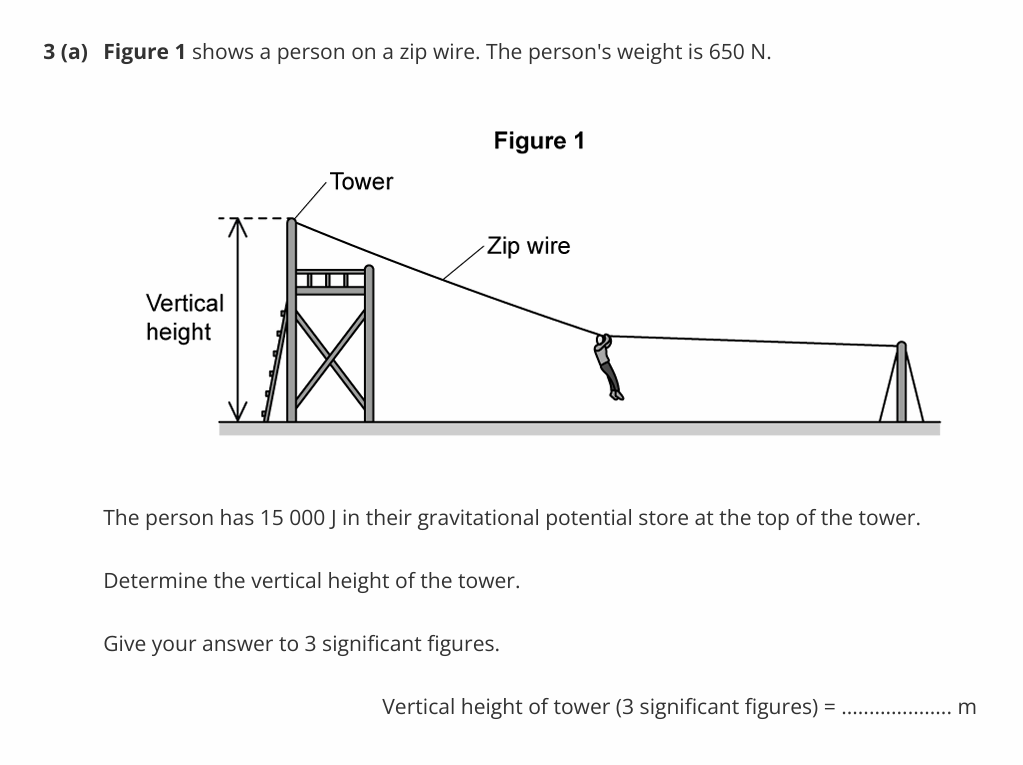 3 (a) Figure 1 shows a person on a zip wire. The person's weight is 650 N.
Figure 1
Tower
Zip wire
Vertical
height
The person has 15 000 J in their gravitational potential store at the top of the tower.
Determine the vertical height of the tower.
Give your answer to 3 significant figures.
Vertical height of tower (3 significant figures) = .................... m